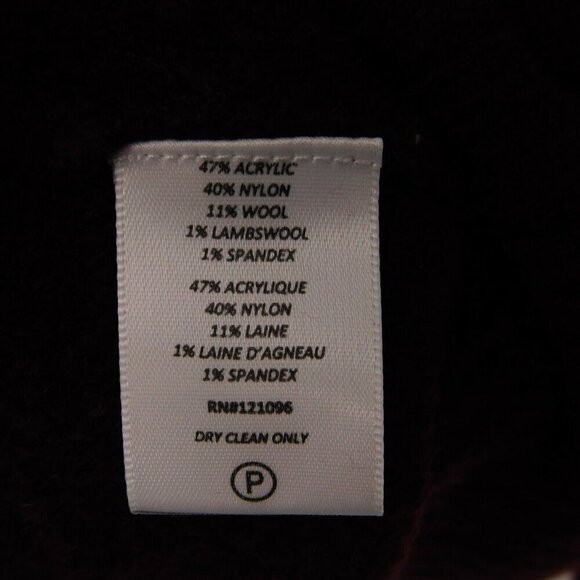 47% ACRYLIC
40% NYLON
11% WOOL
1% LAMBSWOOL
1% SPANDEX
47% ACRYLIQUE
40% NYLON
11% LAINE
1% LAINE D'AGNEAU
1% SPANDEX
RN#121096
DRY CLEAN ONLY
P